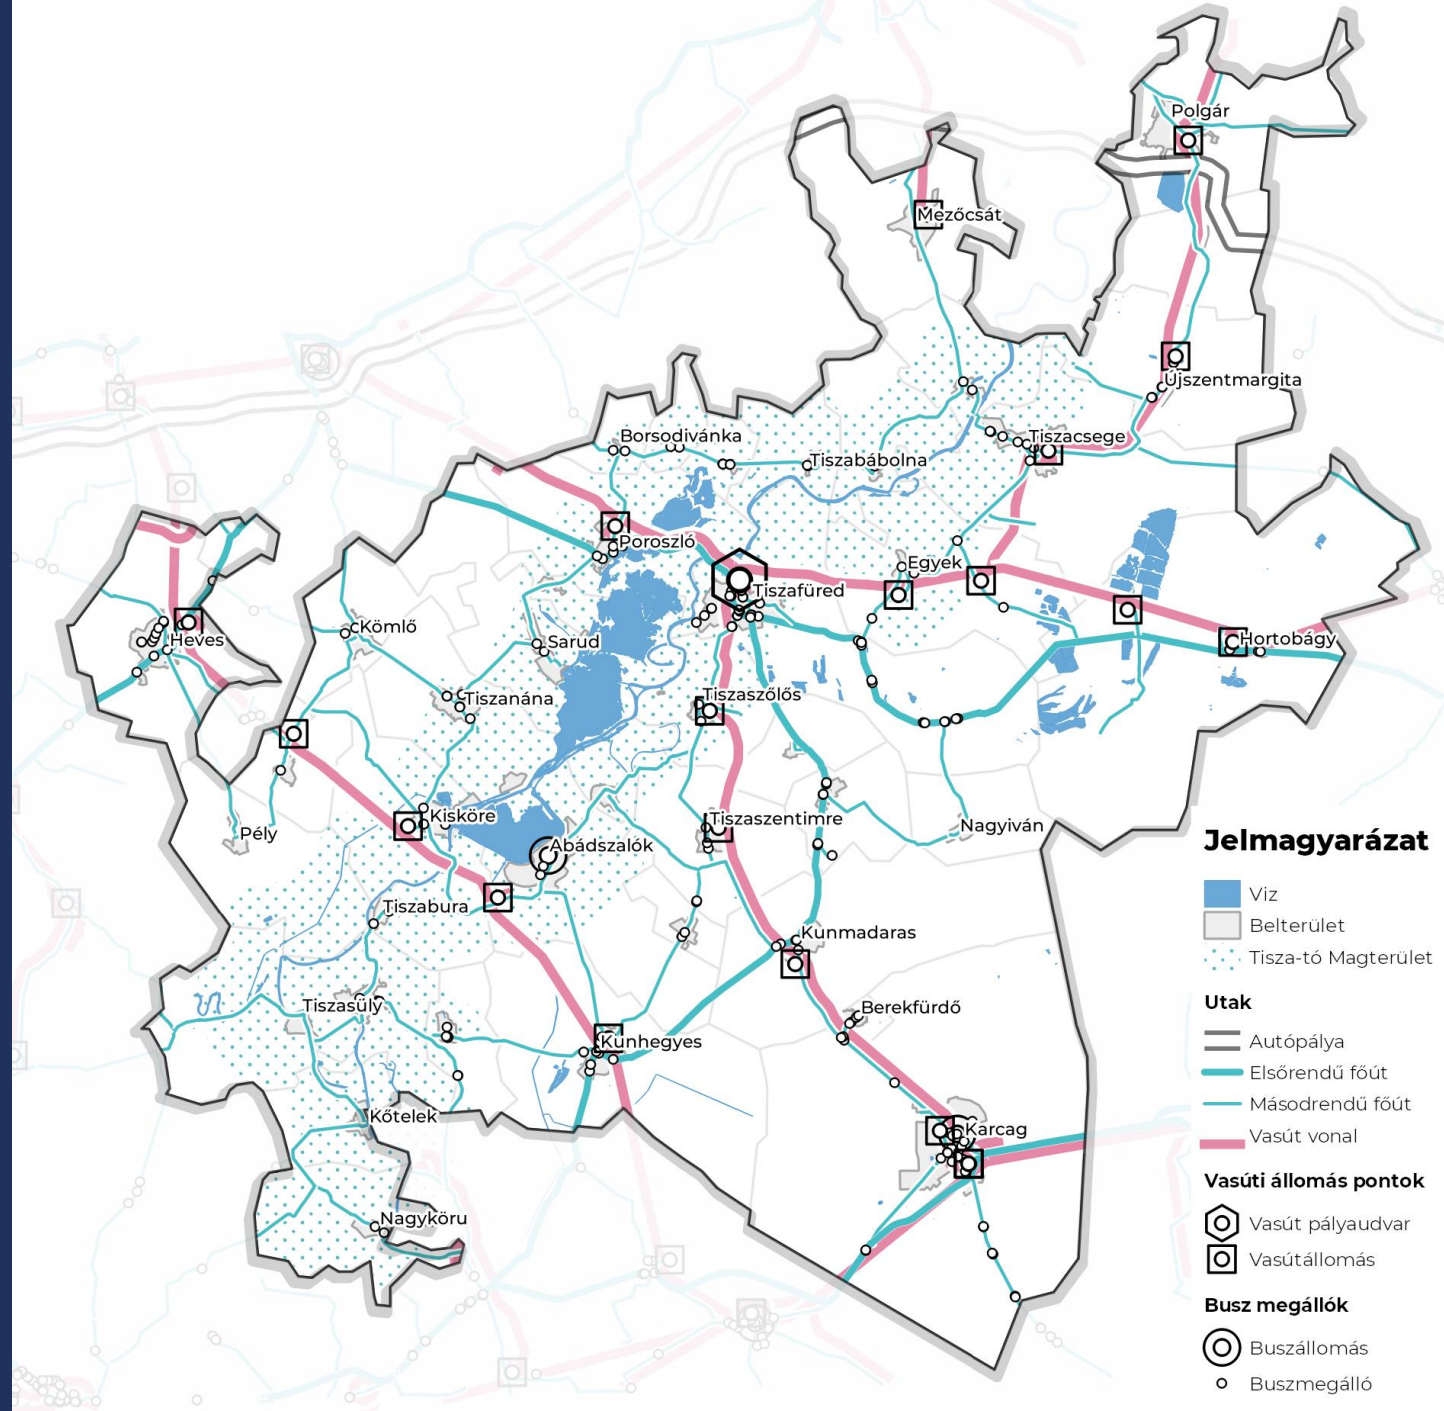 Polgár
Mezőcsát
Újszentmargita
Borsodivánka
Tiszacsege
Tiszabábolna
Poroszló
Egyek
Tiszafüred
Kömlő
Heves
Sarud
Hortobágy
Tiszanána
Tiszaszőlős
Kisköre
Tiszaszentimre
Nagyiván
Pély
Abádszalók
Tiszabura
Kunmadaras
Tiszasüly
Berekfürdő
Kunhegyes
Kőtelek
Karcag
Nagyköru
Jelmagyarázat
Viz
Belterület
Tisza-tó Magterület
Utak
Autópálya
Elsőrendű főút
Másodrendű főút
Vasút vonal
Vasúti állomás pontok
Vasút pályaudvar
Vasútállomás
Busz megállók
Buszállomás
Buszmegálló